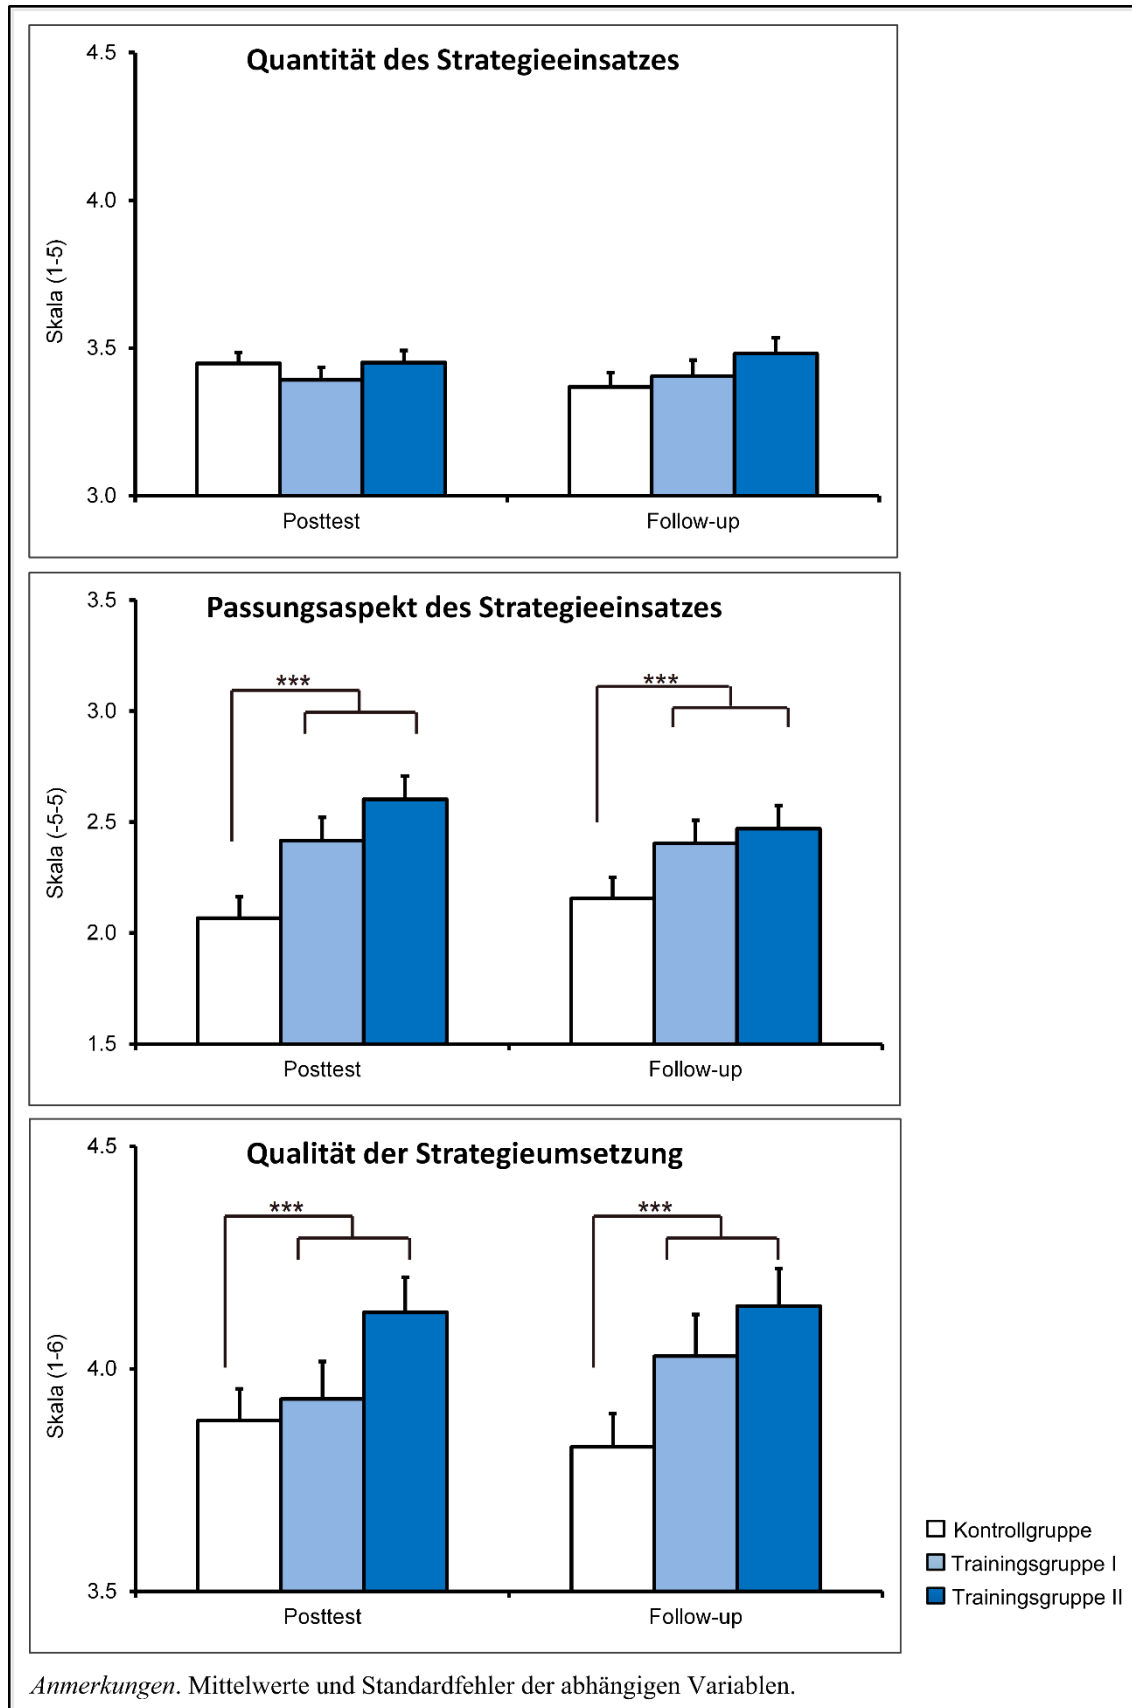 Quantität des Strategieeinsatzes
4.5
4.0
3.5
3.0
Skala (1-5)
Posttest
Follow-up
Passungsaspekt des Strategieeinsatzes
3.5
3.0
2.5
2.0
1.5
Skala (-5-5)
***
***
Posttest
Follow-up
Qualität der Strategieumsetzung
4.5
4.0
3.5
Skala (1-6)
***
***
Posttest
Follow-up
Kontrollgruppe
Trainingsgruppe I
Trainingsgruppe II
Anmerkungen. Mittelwerte und Standardfehler der abhängigen Variablen.